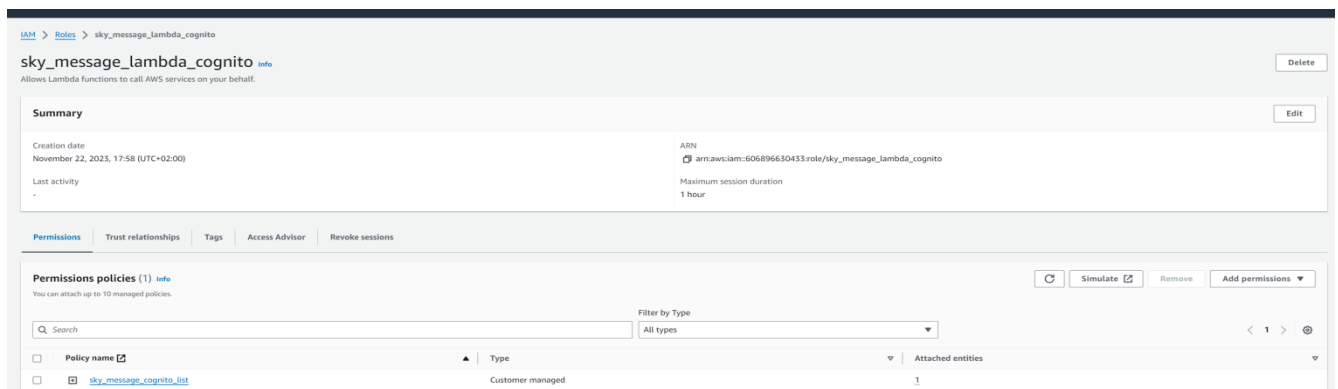 IAM > Roles > sky_message_lambda_cognito
sky_message_lambda_cognito Info
Delete
Allows Lambda functions to call AWS services on your behalf.
Summary
Edit
Creation date
ARN
November 22, 2023, 17:58 (UTC+02:00)
arn:aws:iam::606896630433:role/sky_message_lambda_cognito
Last activity
Maximum session duration
-
1 hour
Permissions Trust relationships Tags Access Advisor Revoke sessions
Permissions policies (1) Info
Simulate Remove Add permissions
You can attach up to 10 managed policies.
Filter by Type
Search
All types
< 1 >
Policy name Type Attached entities
sky_message_cognito_list Customer managed 1